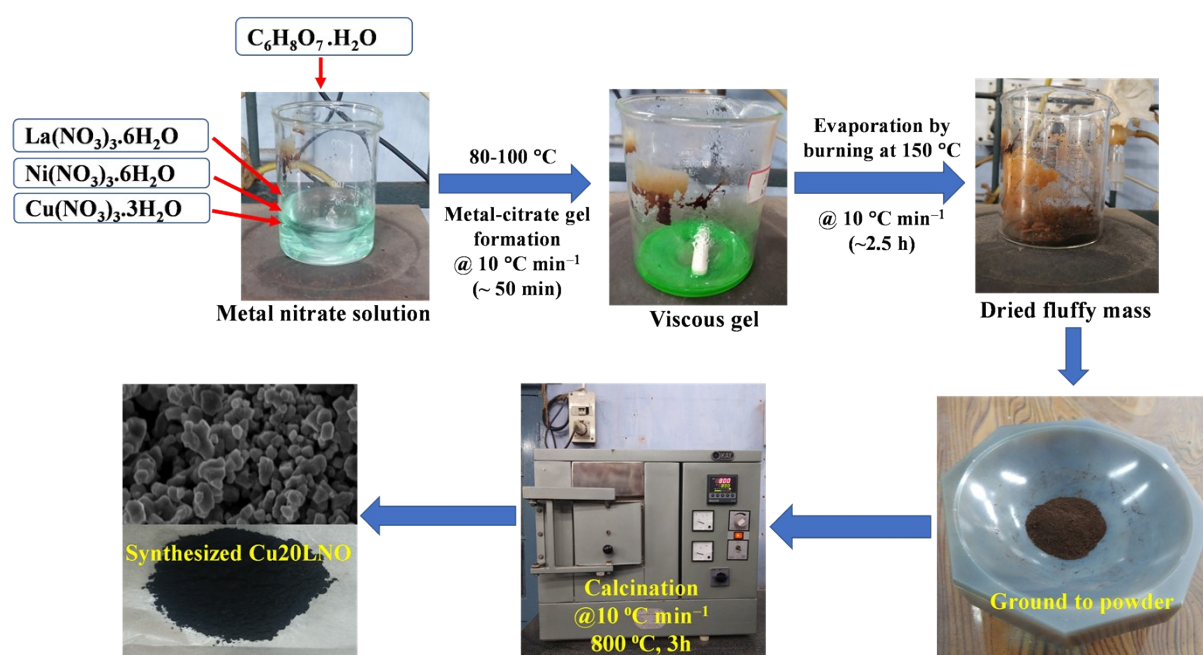 C₆H₈O₇.H₂O
La(NO₃)₃.6H₂O
Ni(NO₃)₃.6H₂O
Cu(NO₃)₃.3H₂O
Metal nitrate solution
80-100 °C
Metal-citrate gel
formation
@ 10 °C min⁻¹
(~ 50 min)
Viscous gel
Evaporation by
burning at 150 °C
@ 10 °C min⁻¹
(~2.5 h)
Dried fluffy mass
Ground to powder
Calcination
@10 ⁰C min⁻¹
800 ⁰C, 3h
Synthesized Cu20LNO